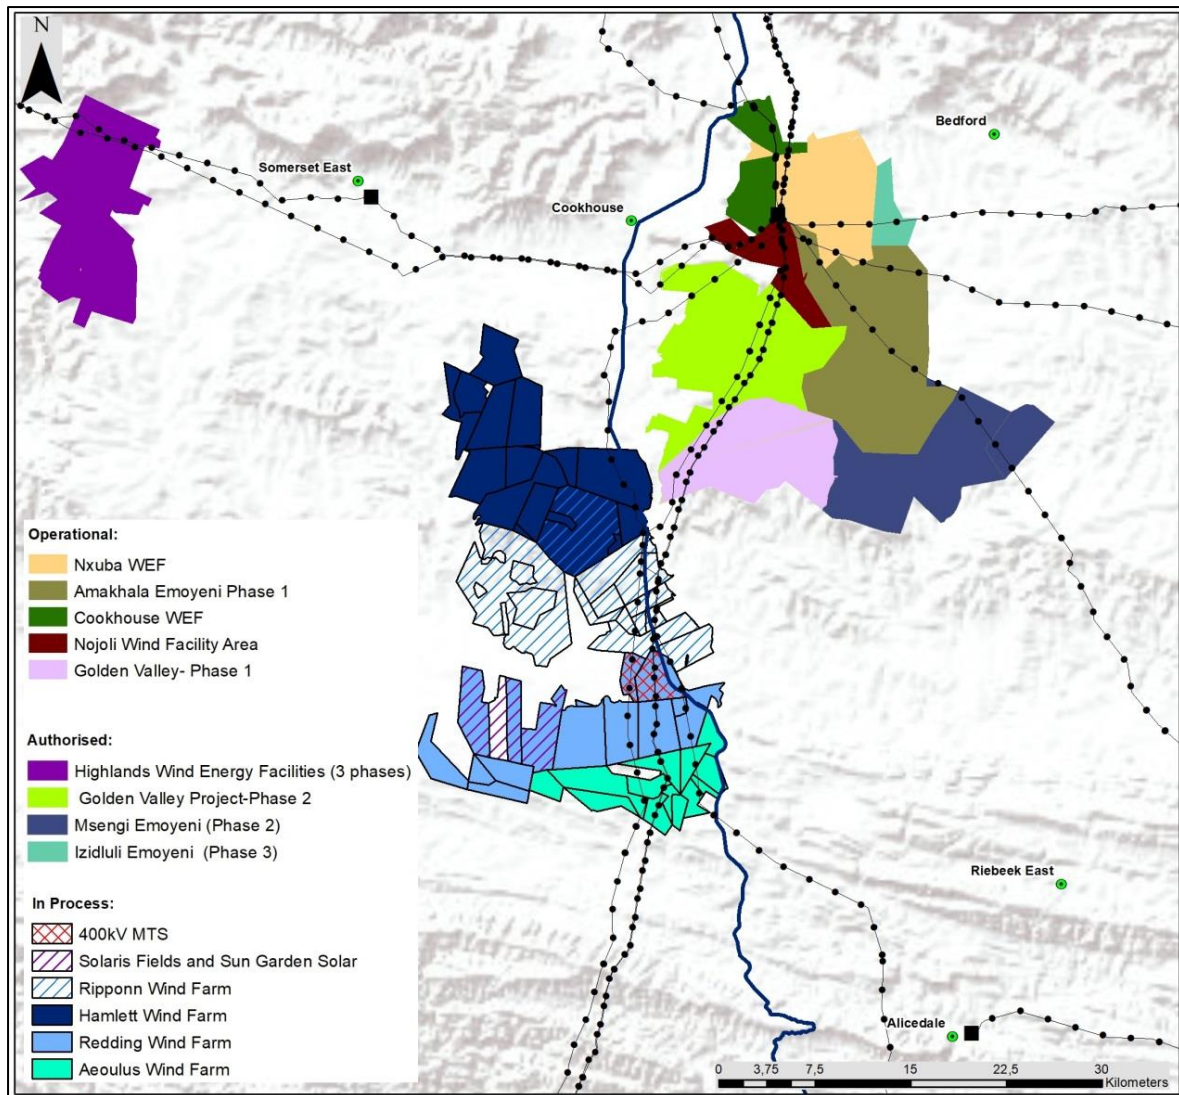 N
Bedford
Somerset East
Cookhouse
Operational:
Nxuba WEF
Amakhala Emoyeni Phase 1
Cookhouse WEF
Nojoli Wind Facility Area
Golden Valley- Phase 1
Authorised:
Highlands Wind Energy Facilities (3 phases)
Golden Valley Project-Phase 2
Msengi Emoyeni (Phase 2)
Izidluli Emoyeni (Phase 3)
Riebeek East
In Process:
400kV MTS
Solaris Fields and Sun Garden Solar
Ripponn Wind Farm
Hamlett Wind Farm
Redding Wind Farm
Aeoulus Wind Farm
Alicedale
0 3,75 7,5 15 22,5 30
Kilometers